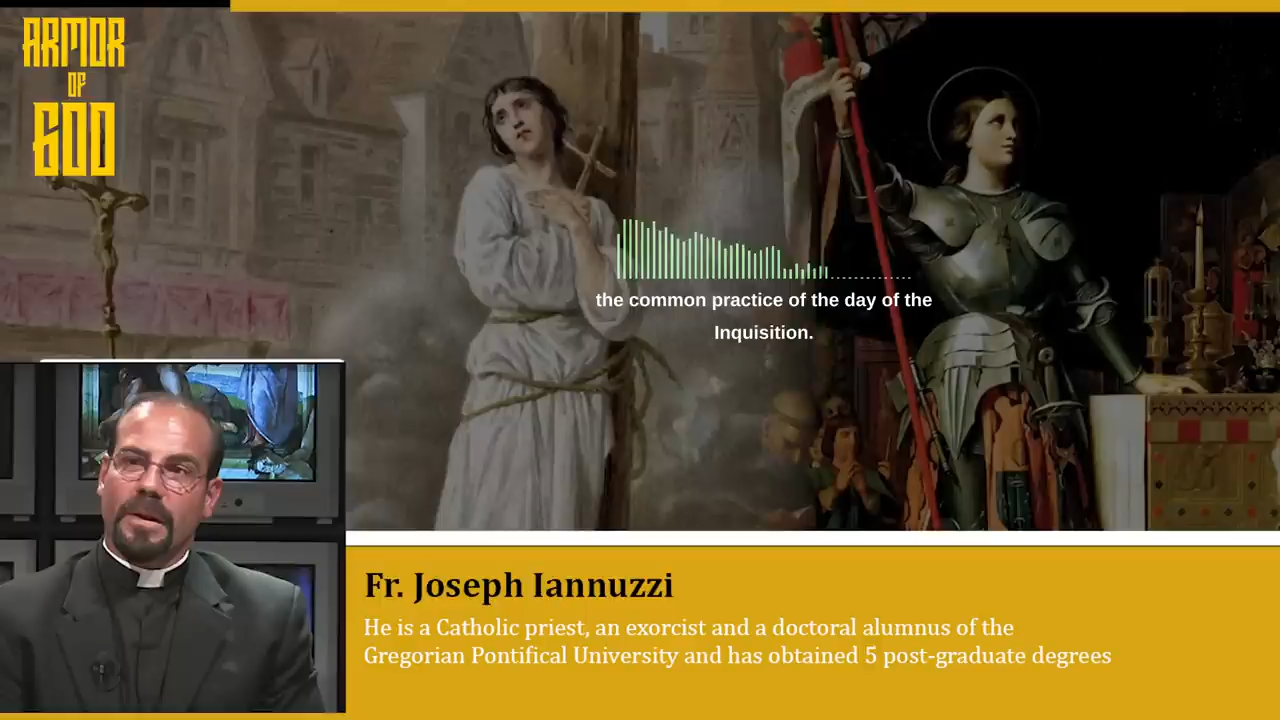 ARMOR
OF
GOD
the common practice of the day of the
Inquisition.
Fr. Joseph Iannuzzi
He is a Catholic priest, an exorcist and a doctoral alumnus of the
Gregorian Pontifical University and has obtained 5 post-graduate degrees